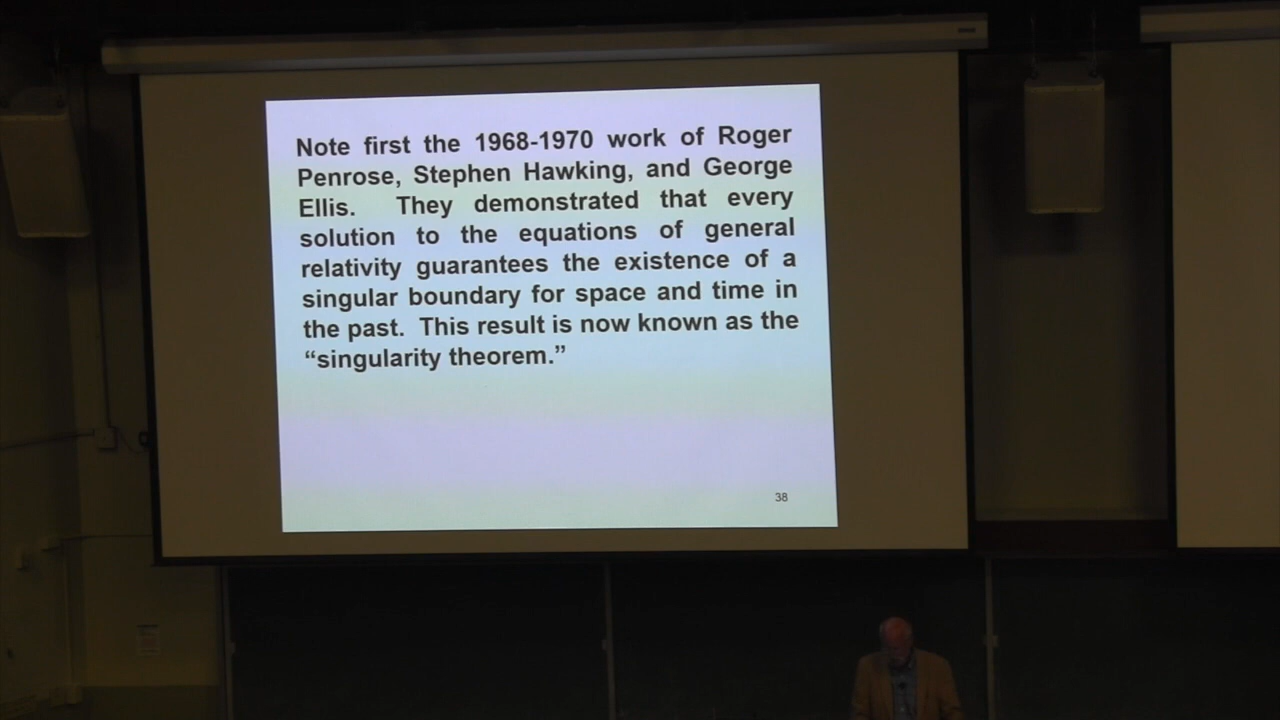 Note first the 1968-1970 work of Roger
Penrose, Stephen Hawking, and George
Ellis. They demonstrated that every
solution to the equations of general
relativity guarantees the existence of a
singular boundary for space and time in
the past. This result is now known as the
“singularity theorem.”
38